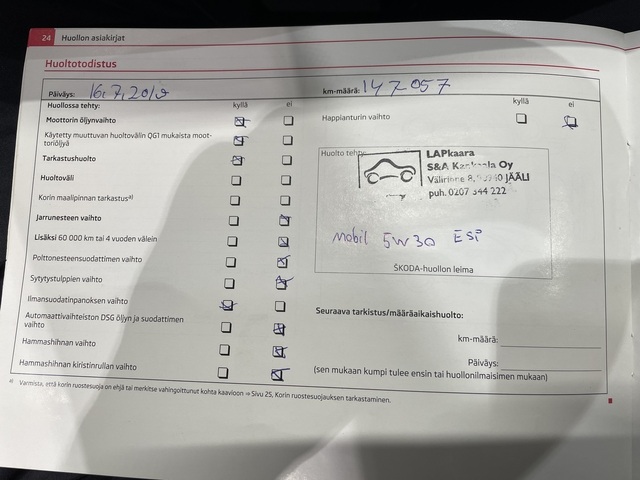 24 Huollon asiakirjat
Huoltotodistus
Päiväys: 16.7.2019
km-määrä: 147 057
Huollossa tehty: kyllä ei
Moottorin öljynvaihto
Käytetty muuttuvan huoltovälin QG1 mukaista moot-
toriöljyä
Tarkastushuolto
Huoltoväli
Korin maalipinnan tarkastus a)
Jarrunesteen vaihto
Lisäksi 60 000 km tai 4 vuoden välein
Polttonesteensuodattimen vaihto
Sytytystulppien vaihto
Ilmansuodatinpanoksen vaihto
Automaattivaihteiston DSG öljyn ja suodattimen
vaihto
Hammashihnan vaihto
Hammashihnan kiristinrullan vaihto
kyllä ei
Happianturin vaihto
Huolto tehty:
LAPkaara
S&A Oy
8, JÄÄLI
puh. 0207 344 222
Mobil 5W30 ESP
ŠKODA-huollon leima
Seuraava tarkistus/määräaikaishuolto:
km-määrä:
Päiväys:
(sen mukaan kumpi tulee ensin tai huollonilmaisimen mukaan)
a) Varmista, että korin ruostesuoja on ehjä tai merkitse vahingoittunut kohta kaavioon ⇒ Sivu 25, Korin ruostesuojauksen tarkastaminen.